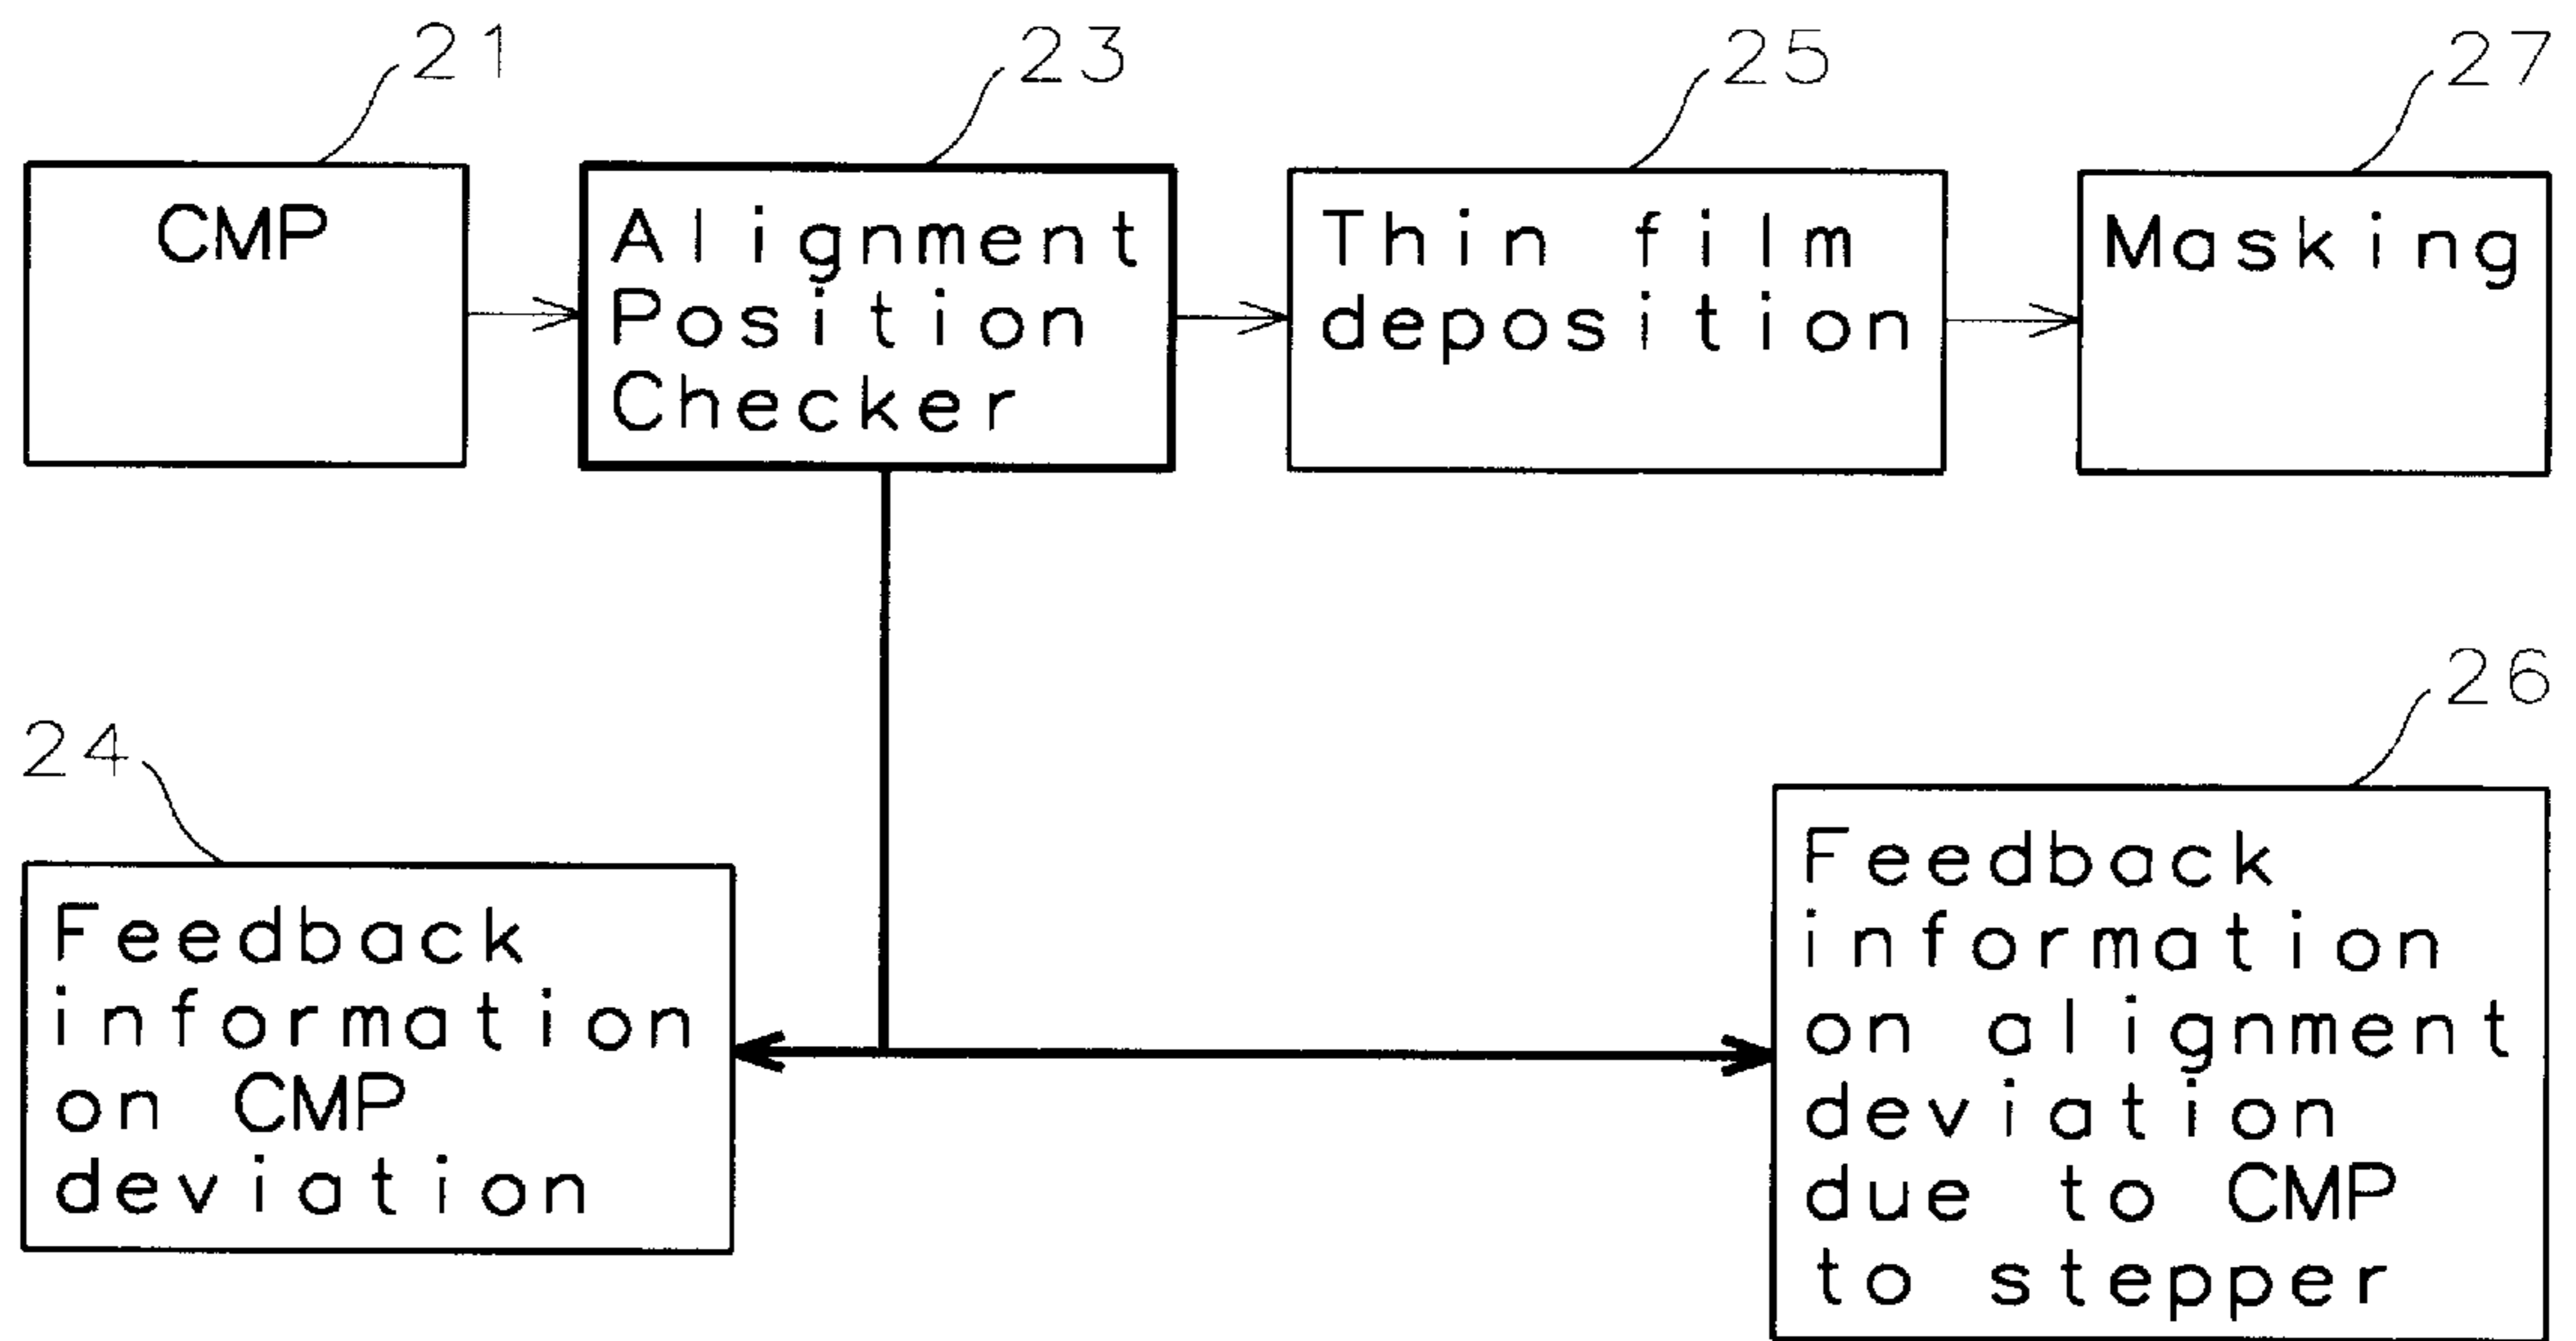 21
23
25
27
CMP
Alignment
Position
Checker
Thin film
deposition
Masking
24
26
Feedback
information
on CMP
deviation
Feedback
information
on alignment
deviation
due to CMP
to stepper